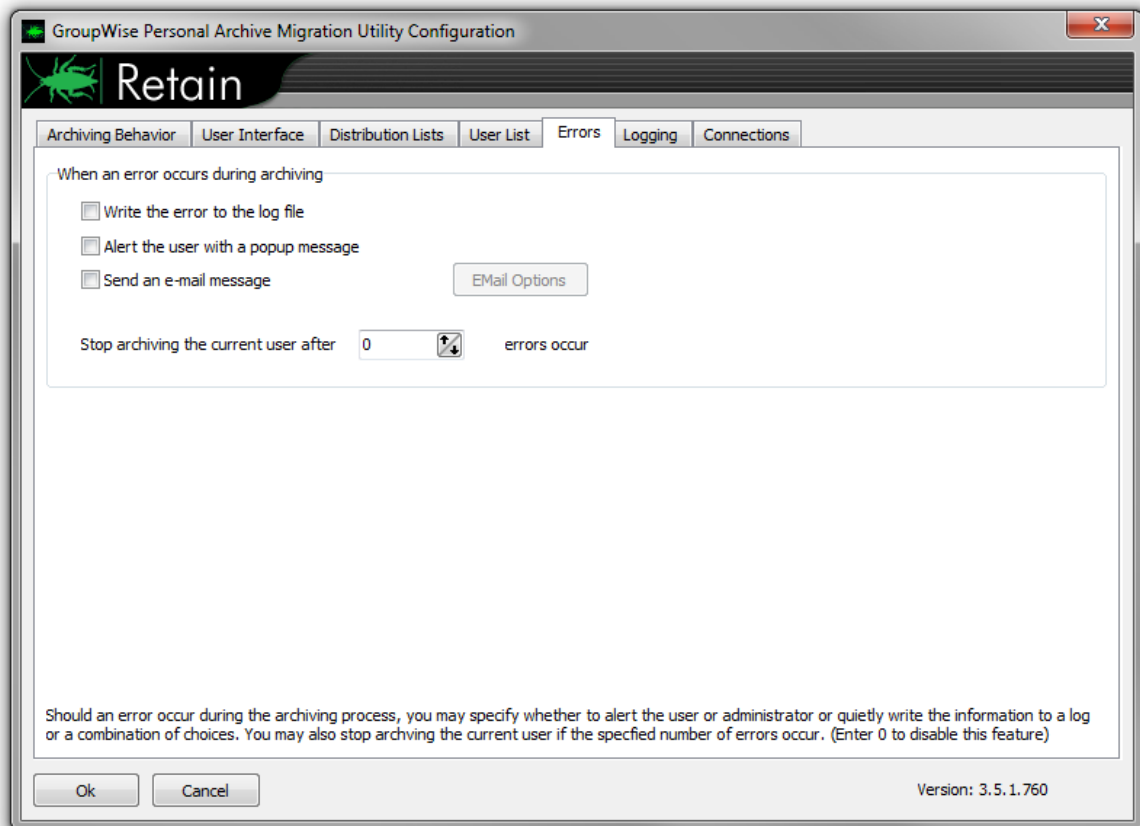 GroupWise Personal Archive Migration Utility Configuration
Retain
Archiving Behavior User Interface Distribution Lists User List Errors Logging Connections
When an error occurs during archiving
Write the error to the log file
Alert the user with a popup message
Send an e-mail message EMail Options
Stop archiving the current user after 0 errors occur
Should an error occur during the archiving process, you may specify whether to alert the user or administrator or quietly write the information to a log
or a combination of choices. You may also stop archving the current user if the specfied number of errors occur. (Enter 0 to disable this feature)
Ok Cancel Version: 3.5.1.760